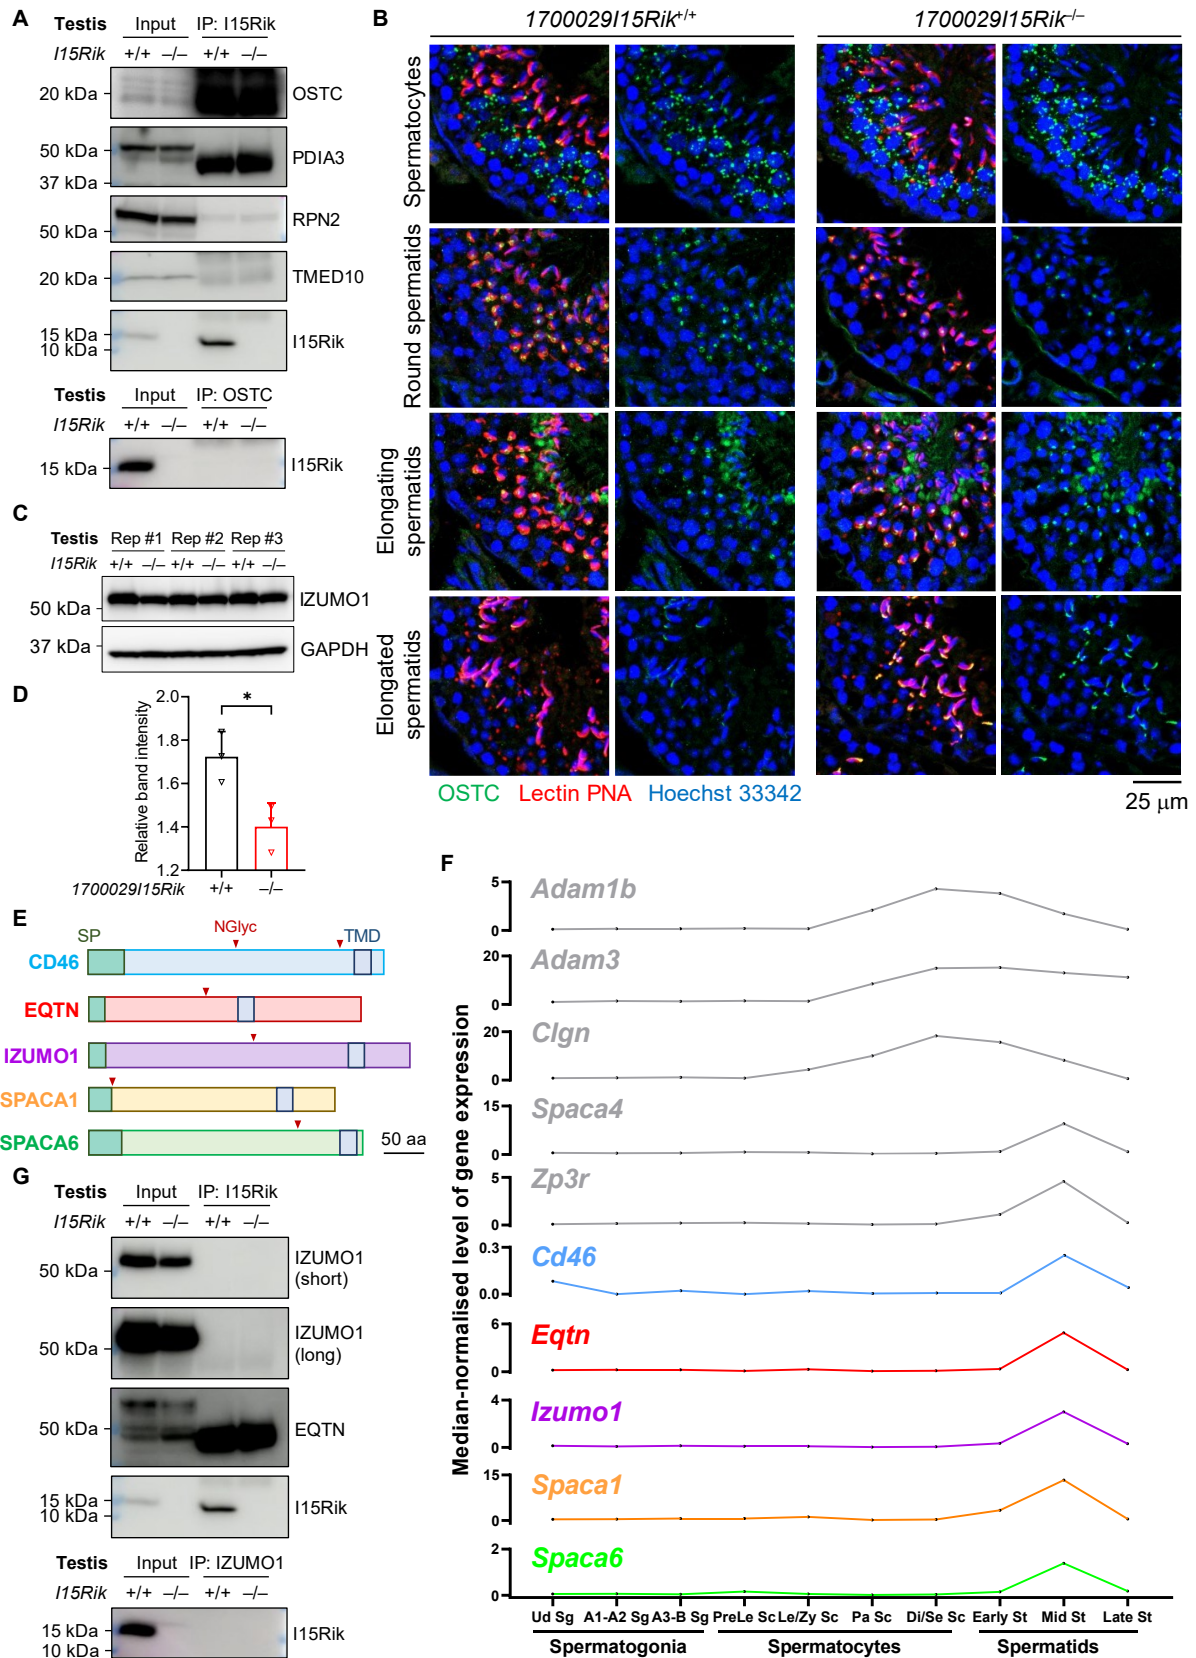 A
Testis Input IP: I15Rik
I15Rik +/+ –/– +/+ –/–
20 kDa OSTC
50 kDa PDIA3
37 kDa
RPN2
50 kDa
20 kDa TMED10
15 kDa I15Rik
10 kDa
Testis Input IP: OSTC
I15Rik +/+ –/– +/+ –/–
15 kDa I15Rik
B
1700029I15Rik+/+ 1700029I15Rik–/–
Spermatocytes
Round spermatids
Elongating spermatids
Elongated spermatids
OSTC Lectin PNA Hoechst 33342
25 μm
C
Testis Rep #1 Rep #2 Rep #3
I15Rik +/+ –/– +/+ –/– +/+ –/–
50 kDa IZUMO1
37 kDa GAPDH
D
Relative band intensity
2.0
1.8
1.6
1.4
1.2
*
1700029I15Rik +/+ –/–
E
SP NGlyc TMD
CD46
EQTN
IZUMO1
SPACA1
SPACA6
50 aa
F
Median-normalised level of gene expression
5 Adam1b
0
20 Adam3
0
20 Clgn
0
15 Spaca4
0
5 Zp3r
0
0.3 Cd46
0.0
6 Eqtn
0
4 Izumo1
0
15 Spaca1
0
2 Spaca6
0
Ud Sg A1-A2 Sg A3-B Sg PreLe Sc Le/Zy Sc Pa Sc Di/Se Sc Early St Mid St Late St
Spermatogonia Spermatocytes Spermatids
G
Testis Input IP: I15Rik
I15Rik +/+ –/– +/+ –/–
50 kDa IZUMO1
(short)
50 kDa IZUMO1
(long)
50 kDa EQTN
15 kDa I15Rik
10 kDa
Testis Input IP: IZUMO1
I15Rik +/+ –/– +/+ –/–
15 kDa I15Rik
10 kDa